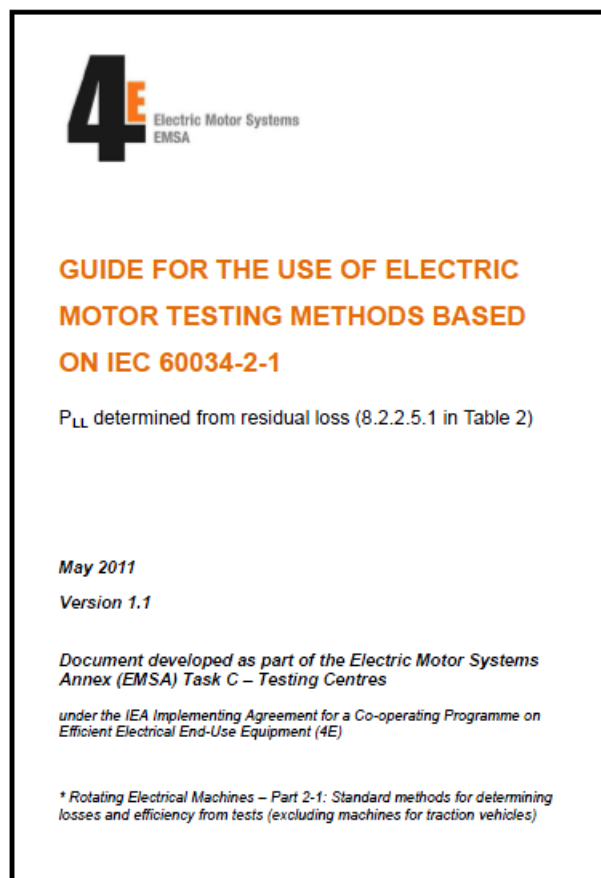 4E
Electric Motor Systems
EMSA
GUIDE FOR THE USE OF ELECTRIC
MOTOR TESTING METHODS BASED
ON IEC 60034-2-1
PLL determined from residual loss (8.2.2.5.1 in Table 2)
May 2011
Version 1.1
Document developed as part of the Electric Motor Systems
Annex (EMSA) Task C – Testing Centres
under the IEA Implementing Agreement for a Co-operating Programme on
Efficient Electrical End-Use Equipment (4E)
* Rotating Electrical Machines – Part 2-1: Standard methods for determining
losses and efficiency from tests (excluding machines for traction vehicles)